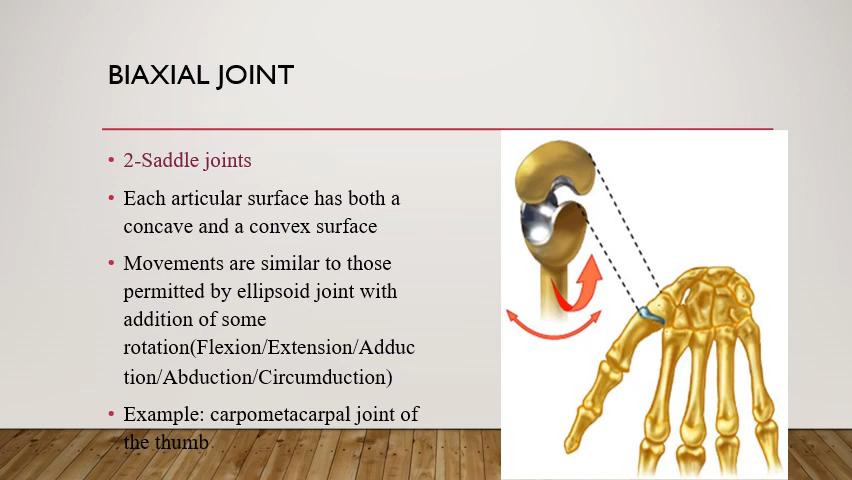 BIAXIAL JOINT
• 2-Saddle joints
• Each articular surface has both a
concave and a convex surface
• Movements are similar to those
permitted by ellipsoid joint with
addition of some
rotation(Flexion/Extension/Adduc
tion/Abduction/Circumduction)
• Example: carpometacarpal joint of
the thumb